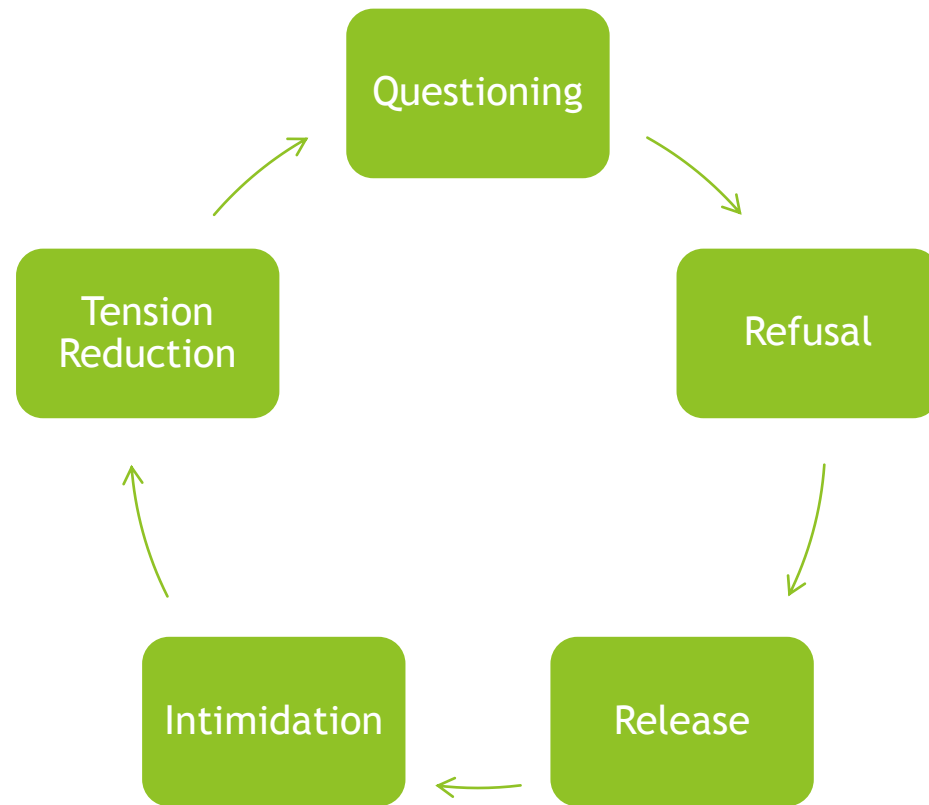 Questioning
Refusal
Release
Intimidation
Tension
Reduction